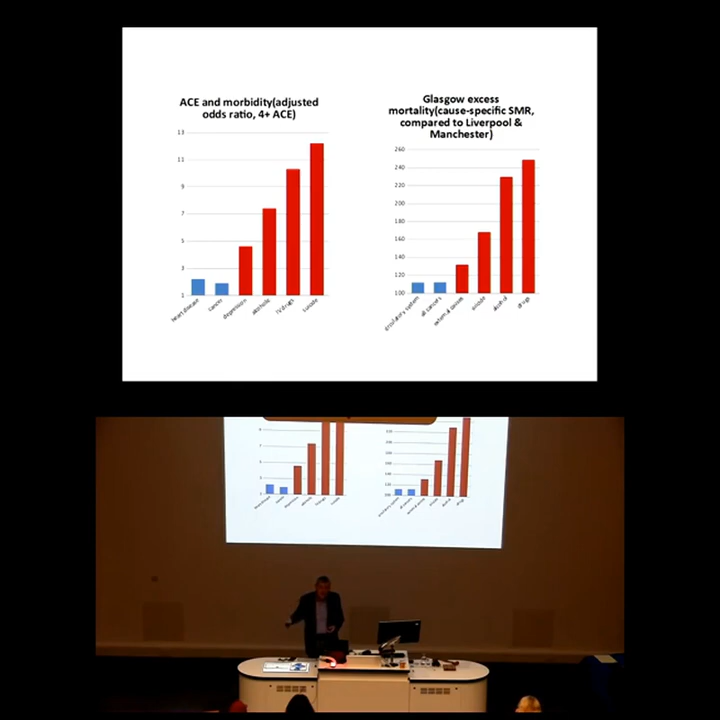 ACE and morbidity(adjusted
odds ratio, 4+ ACE)
13
11
9
7
5
3
1
heart disease
cancer
depression
alcoholic
IV drugs
suicide
Glasgow excess
mortality(cause-specific SMR,
compared to Liverpool &
Manchester)
260
240
220
200
180
160
140
120
100
circulatory system
all cancers
external causes
suicide
alcohol
drugs